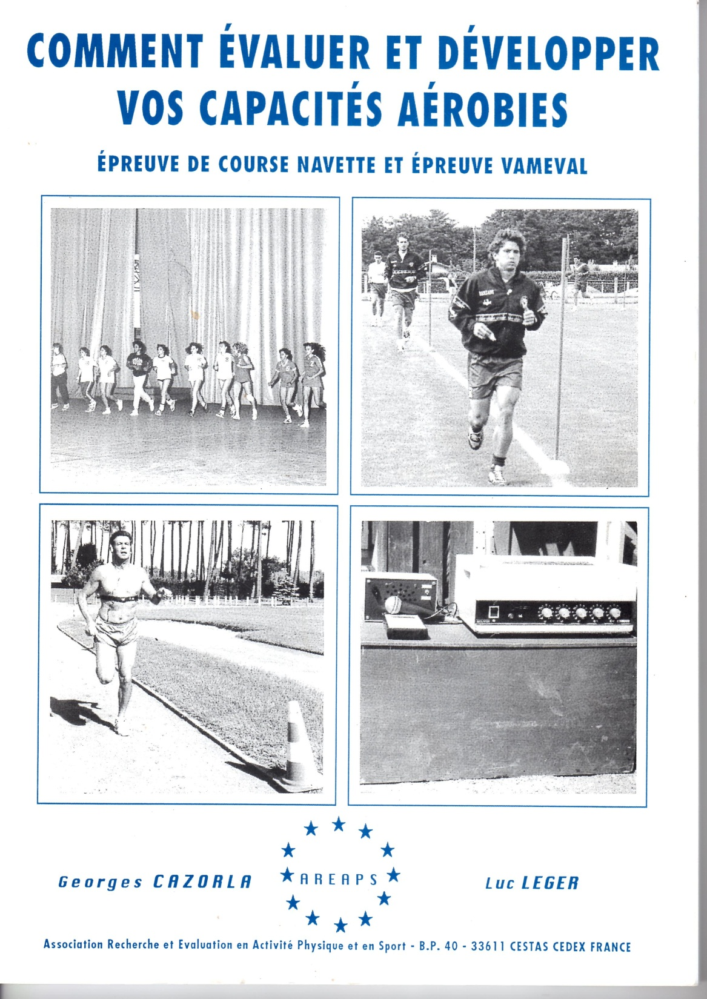 COMMENT ÉVALUER ET DÉVELOPPER
VOS CAPACITÉS AÉROBIES
ÉPREUVE DE COURSE NAVETTE ET ÉPREUVE VAMEVAL
Georges CAZORLA
AREAPS
Luc LEGER
Association Recherche et Evaluation en Activité Physique et en Sport - B.P. 40 - 33611 CESTAS CEDEX FRANCE